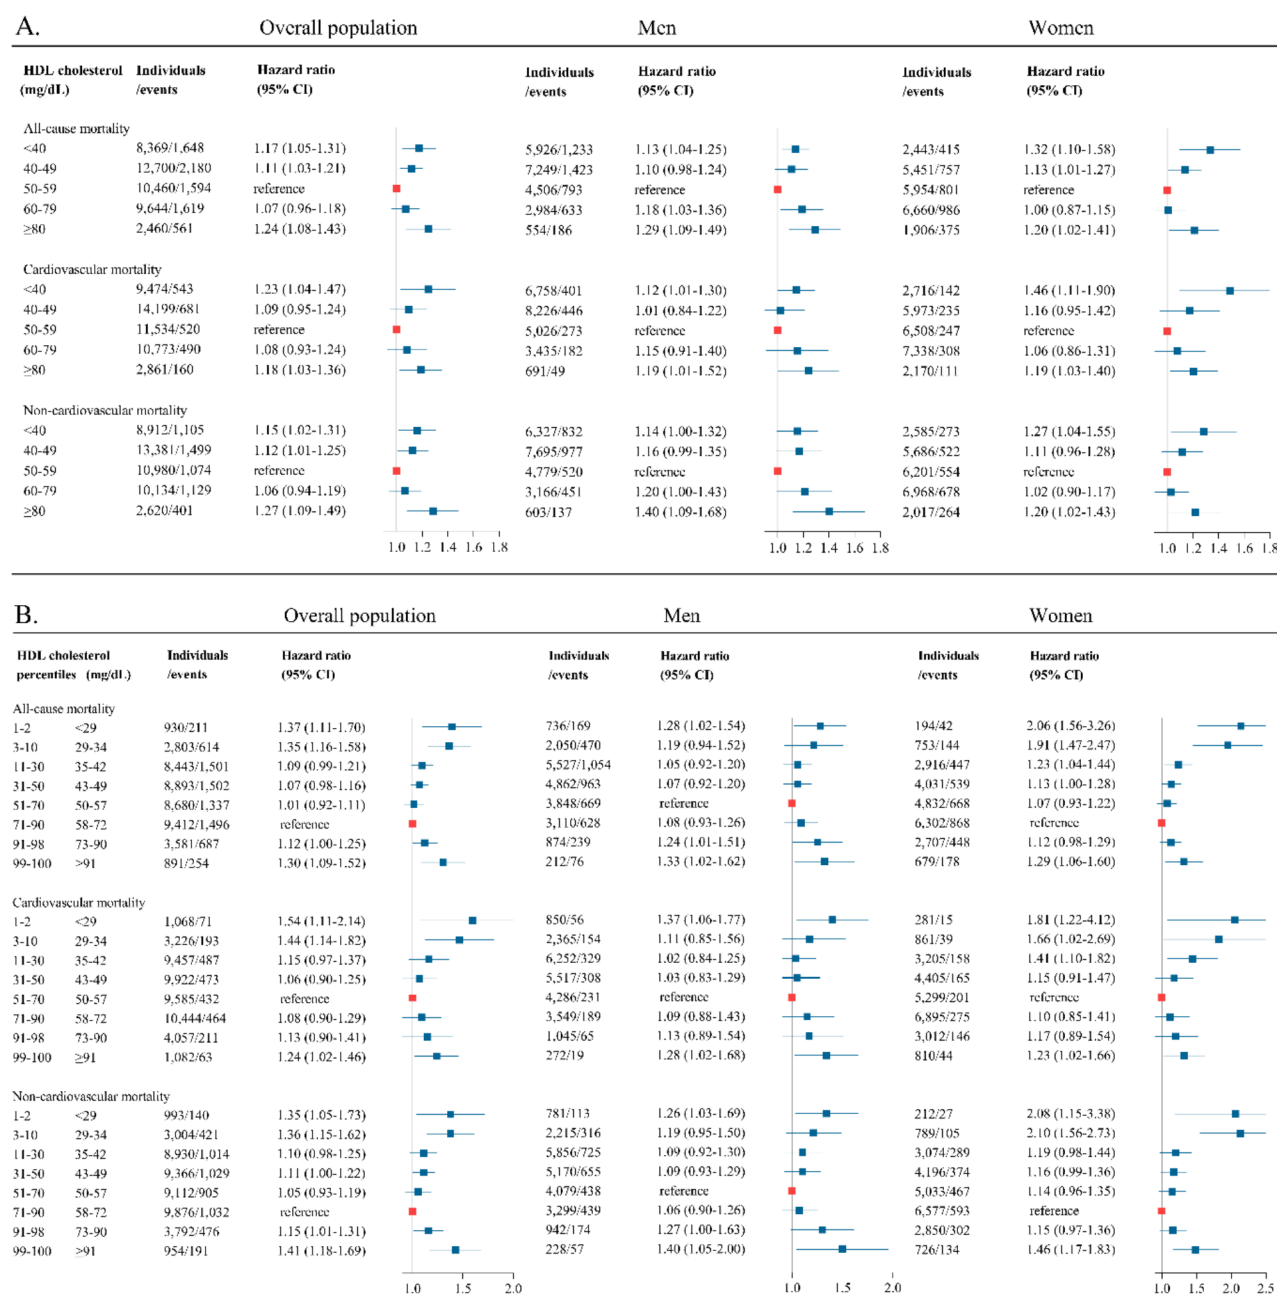 A. Overall population Men Women
HDL cholesterol Individuals Hazard ratio Individuals Hazard ratio Individuals Hazard ratio
(mg/dL) /events (95% CI) /events (95% CI) /events (95% CI)
All-cause mortality
<40 8,369/1,648 1.17 (1.05-1.31) 5,926/1,233 1.13 (1.04-1.25) 2,443/415 1.32 (1.10-1.58)
40-49 12,700/2,180 1.11 (1.03-1.21) 7,249/1,423 1.10 (0.98-1.24) 5,451/757 1.13 (1.01-1.27)
50-59 10,460/1,594 reference 4,506/793 reference 5,954/801 reference
60-79 9,644/1,619 1.07 (0.96-1.18) 2,984/633 1.18 (1.03-1.36) 6,660/986 1.00 (0.87-1.15)
≥80 2,460/561 1.24 (1.08-1.43) 554/186 1.29 (1.09-1.49) 1,906/375 1.20 (1.02-1.41)
Cardiovascular mortality
<40 9,474/543 1.23 (1.04-1.47) 6,758/401 1.12 (1.01-1.30) 2,716/142 1.46 (1.11-1.90)
40-49 14,199/681 1.09 (0.95-1.24) 8,226/446 1.01 (0.84-1.22) 5,973/235 1.16 (0.95-1.42)
50-59 11,534/520 reference 5,026/273 reference 6,508/247 reference
60-79 10,773/490 1.08 (0.93-1.24) 3,435/182 1.15 (0.91-1.40) 7,338/308 1.06 (0.86-1.31)
≥80 2,861/160 1.18 (1.03-1.36) 691/49 1.19 (1.01-1.52) 2,170/111 1.19 (1.03-1.40)
Non-cardiovascular mortality
<40 8,912/1,105 1.15 (1.02-1.31) 6,327/832 1.14 (1.00-1.32) 2,585/273 1.27 (1.04-1.55)
40-49 13,381/1,499 1.12 (1.01-1.25) 7,695/977 1.16 (0.99-1.35) 5,686/522 1.11 (0.96-1.28)
50-59 10,980/1,074 reference 4,779/520 reference 6,201/554 reference
60-79 10,134/1,129 1.06 (0.94-1.19) 3,166/451 1.20 (1.00-1.43) 6,968/678 1.02 (0.90-1.17)
≥80 2,620/401 1.27 (1.09-1.49) 603/137 1.40 (1.09-1.68) 2,017/264 1.20 (1.02-1.43)
1.0 1.2 1.4 1.6 1.8 1.0 1.2 1.4 1.6 1.8 1.0 1.2 1.4 1.6 1.8
B. Overall population Men Women
HDL cholesterol Individuals Hazard ratio Individuals Hazard ratio Individuals Hazard ratio
percentiles (mg/dL) /events (95% CI) /events (95% CI) /events (95% CI)
All-cause mortality
1-2 <29 930/211 1.37 (1.11-1.70) 736/169 1.28 (1.02-1.54) 194/42 2.06 (1.56-3.26)
3-10 29-34 2,803/614 1.35 (1.16-1.58) 2,050/470 1.19 (0.94-1.52) 753/144 1.91 (1.47-2.47)
11-30 35-42 8,443/1,501 1.09 (0.99-1.21) 5,527/1,054 1.05 (0.92-1.20) 2,916/447 1.23 (1.04-1.44)
31-50 43-49 8,893/1,502 1.07 (0.98-1.16) 4,862/963 1.07 (0.92-1.20) 4,031/539 1.13 (1.00-1.28)
51-70 50-57 8,680/1,337 1.01 (0.92-1.11) 3,848/669 reference 4,832/668 1.07 (0.93-1.22)
71-90 58-72 9,412/1,496 reference 3,110/628 1.08 (0.93-1.26) 6,302/868 reference
91-98 73-90 3,581/687 1.12 (1.00-1.25) 874/239 1.24 (1.01-1.51) 2,707/448 1.12 (0.98-1.29)
99-100 ≥91 891/254 1.30 (1.09-1.52) 212/76 1.33 (1.02-1.62) 679/178 1.29 (1.06-1.60)
Cardiovascular mortality
1-2 <29 1,068/71 1.54 (1.11-2.14) 850/56 1.37 (1.06-1.77) 281/15 1.81 (1.22-4.12)
3-10 29-34 3,226/193 1.44 (1.14-1.82) 2,365/154 1.11 (0.85-1.56) 861/39 1.66 (1.02-2.69)
11-30 35-42 9,457/487 1.15 (0.97-1.37) 6,252/329 1.02 (0.84-1.25) 3,205/158 1.41 (1.10-1.82)
31-50 43-49 9,922/473 1.06 (0.90-1.25) 5,517/308 1.03 (0.83-1.29) 4,405/165 1.15 (0.91-1.47)
51-70 50-57 9,585/432 reference 4,286/231 reference 5,299/201 reference
71-90 58-72 10,444/464 1.08 (0.90-1.29) 3,549/189 1.09 (0.88-1.43) 6,895/275 1.10 (0.85-1.41)
91-98 73-90 4,057/211 1.13 (0.90-1.41) 1,045/65 1.13 (0.89-1.54) 3,012/146 1.17 (0.89-1.54)
99-100 ≥91 1,082/63 1.24 (1.02-1.46) 272/19 1.28 (1.02-1.68) 810/44 1.23 (1.02-1.66)
Non-cardiovascular mortality
1-2 <29 993/140 1.35 (1.05-1.73) 781/113 1.26 (1.03-1.69) 212/27 2.08 (1.15-3.38)
3-10 29-34 3,004/421 1.36 (1.15-1.62) 2,215/316 1.19 (0.95-1.50) 789/105 2.10 (1.56-2.73)
11-30 35-42 8,930/1,014 1.10 (0.98-1.25) 5,856/725 1.09 (0.92-1.30) 3,074/289 1.19 (0.98-1.44)
31-50 43-49 9,366/1,029 1.11 (1.00-1.22) 5,170/655 1.09 (0.93-1.29) 4,196/374 1.16 (0.99-1.36)
51-70 50-57 9,112/905 1.05 (0.93-1.19) 4,079/438 reference 5,033/467 1.14 (0.96-1.35)
71-90 58-72 9,876/1,032 reference 3,299/439 1.06 (0.90-1.26) 6,577/593 reference
91-98 73-90 3,792/476 1.15 (1.01-1.31) 942/174 1.27 (1.00-1.63) 2,850/302 1.15 (0.97-1.36)
99-100 ≥91 954/191 1.41 (1.18-1.69) 228/57 1.40 (1.05-2.00) 726/134 1.46 (1.17-1.83)
1.0 1.5 2.0 1.0 1.5 2.0 1.0 1.5 2.0 2.5